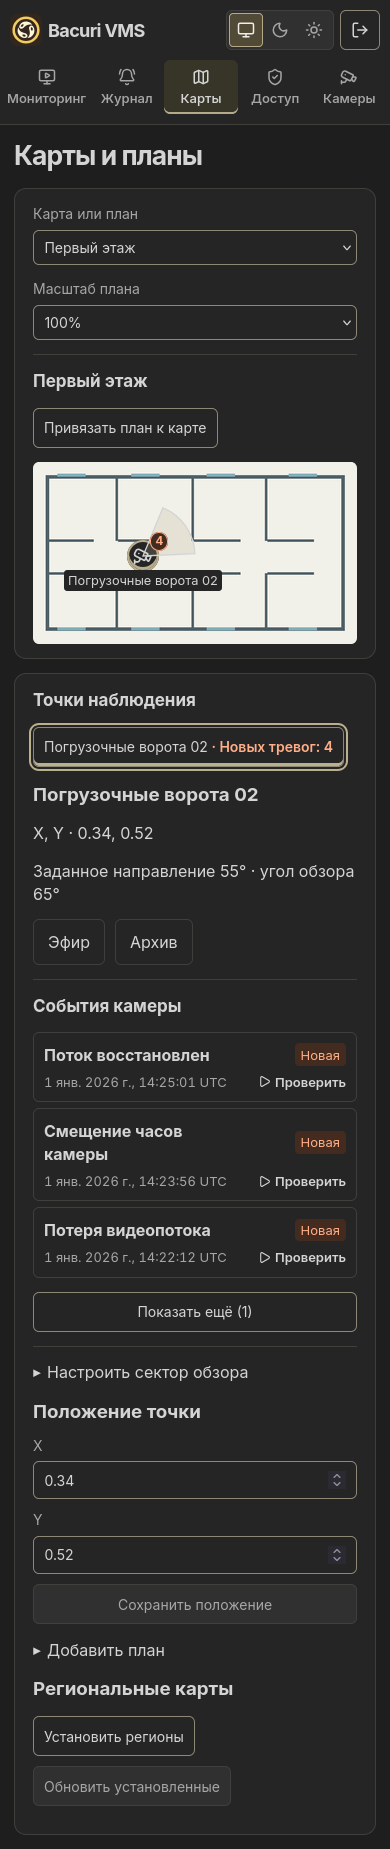 Bacuri VMS
Мониторинг
Журнал
Карты
Доступ
Камеры
Карты и планы
Карта или план
Первый этаж
Масштаб плана
100%
Первый этаж
Привязать план к карте
4
Погрузочные ворота 02
Точки наблюдения
Погрузочные ворота 02 · Новых тревог: 4
Погрузочные ворота 02
X, Y · 0.34, 0.52
Заданное направление 55° · угол обзора
65°
Эфир
Архив
События камеры
Поток восстановлен
Новая
1 янв. 2026 г., 14:25:01 UTC
Проверить
Смещение часов
камеры
Новая
1 янв. 2026 г., 14:23:56 UTC
Проверить
Потеря видеопотока
Новая
1 янв. 2026 г., 14:22:12 UTC
Проверить
Показать ещё (1)
Настроить сектор обзора
Положение точки
X
0.34
Y
0.52
Сохранить положение
Добавить план
Региональные карты
Установить регионы
Обновить установленные